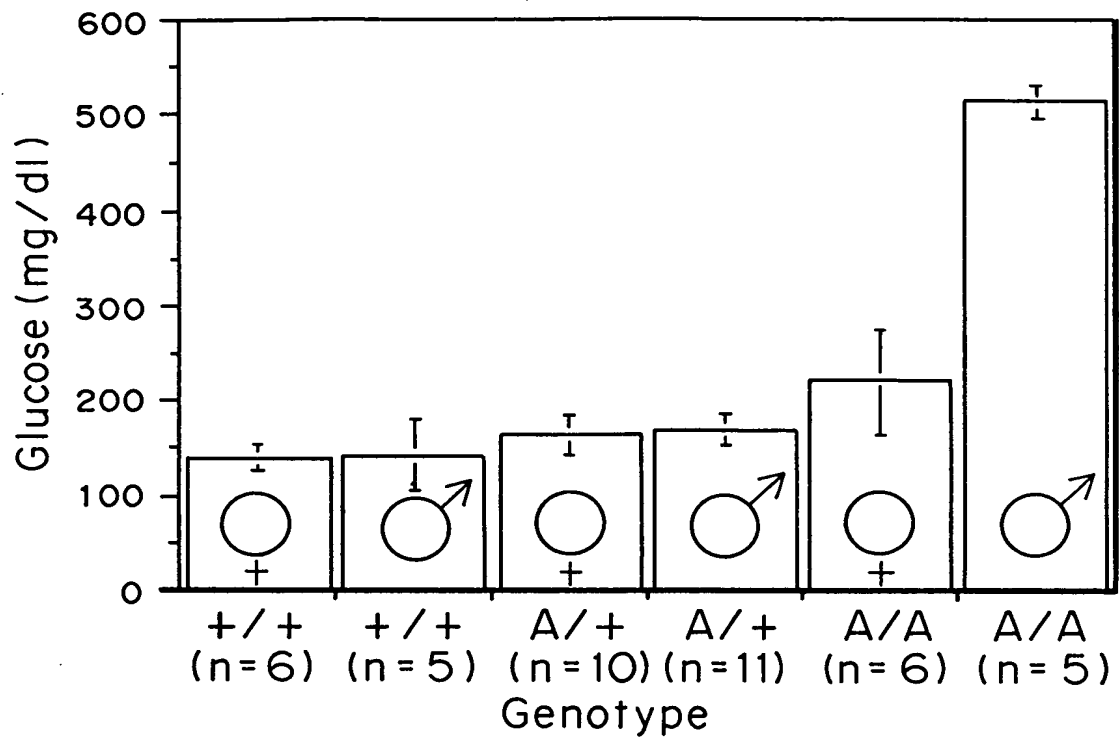 600
500
400
300
200
100
0
Glucose (mg/dl)
+/+ +/+ A/+ A/+ A/A A/A
(n=6) (n=5) (n=10) (n=11) (n=6) (n=5)
Genotype